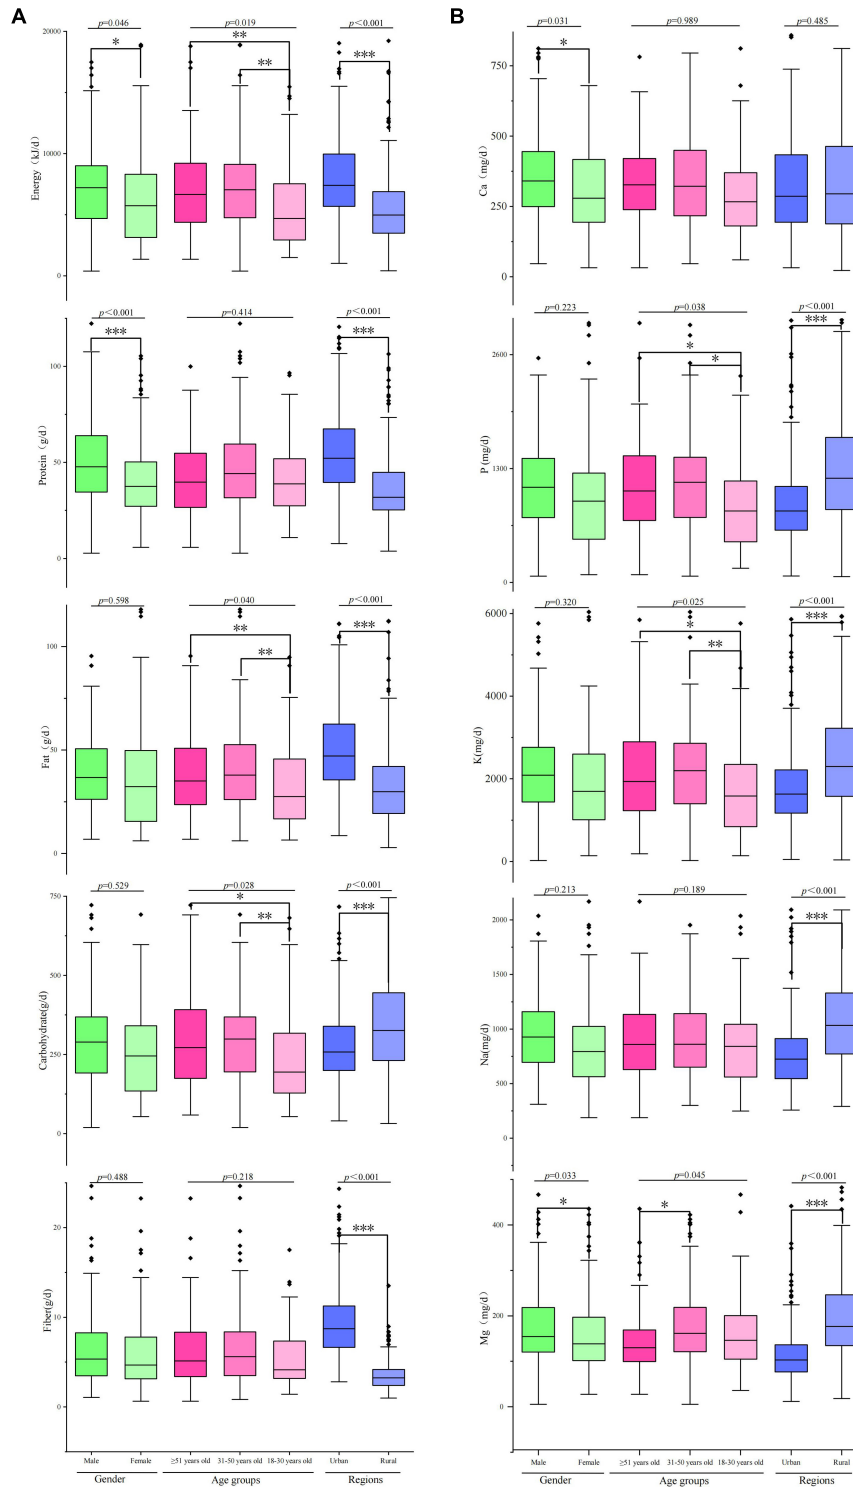 A
p=0.046
p=0.019
p<0.001
20000
10000
0
Energy（kJ/d）
*
**
**
***
p<0.001
p=0.414
p<0.001
100
50
0
Protein（g/d）
***
***
p=0.598
p=0.040
p<0.001
100
50
0
Fat（g/d）
**
**
***
p=0.529
p=0.028
p<0.001
750
500
250
0
Carbohydrate(g/d)
*
**
***
p=0.488
p=0.218
p<0.001
20
10
0
Fiber(g/d)
***
Male Female ≥51 years old 31-50 years old 18-30 years old Urban Rural
Gender Age groups Regions
B
p=0.031
p=0.989
p=0.485
750
500
250
0
Ca（mg/d）
*
p=0.223
p=0.038
p<0.001
2600
1300
0
P (mg/d)
*
*
***
p=0.320
p=0.025
p<0.001
6000
4000
2000
0
K(mg/d)
*
**
***
p=0.213
p=0.189
p<0.001
2000
1500
1000
500
0
Na(mg/d)
***
p=0.033
p=0.045
p<0.001
400
200
0
Mg（mg/d）
*
*
***
Male Female ≥51 years old 31-50 years old 18-30 years old Urban Rural
Gender Age groups Regions